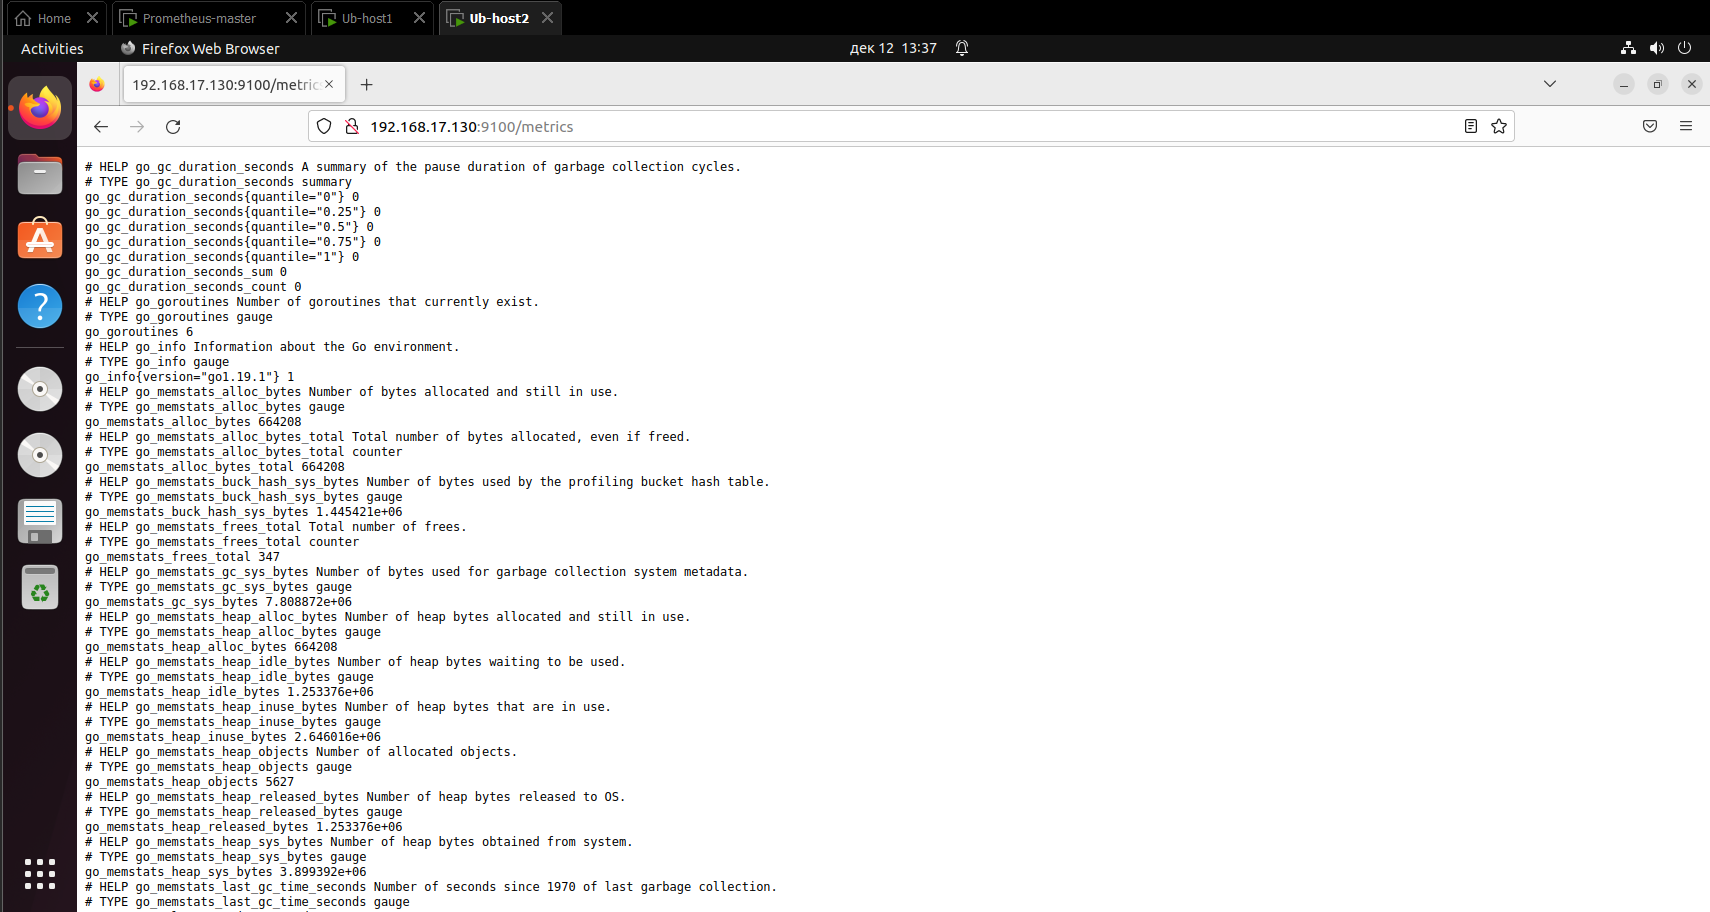 Home
Prometheus-master
Ub-host1
Ub-host2
Activities
Firefox Web Browser
дек 12 13:37
192.168.17.130:9100/metric
192.168.17.130:9100/metrics
# HELP go_gc_duration_seconds A summary of the pause duration of garbage collection cycles.
# TYPE go_gc_duration_seconds summary
go_gc_duration_seconds{quantile="0"} 0
go_gc_duration_seconds{quantile="0.25"} 0
go_gc_duration_seconds{quantile="0.5"} 0
go_gc_duration_seconds{quantile="0.75"} 0
go_gc_duration_seconds{quantile="1"} 0
go_gc_duration_seconds_sum 0
go_gc_duration_seconds_count 0
# HELP go_goroutines Number of goroutines that currently exist.
# TYPE go_goroutines gauge
go_goroutines 6
# HELP go_info Information about the Go environment.
# TYPE go_info gauge
go_info{version="go1.19.1"} 1
# HELP go_memstats_alloc_bytes Number of bytes allocated and still in use.
# TYPE go_memstats_alloc_bytes gauge
go_memstats_alloc_bytes 664208
# HELP go_memstats_alloc_bytes_total Total number of bytes allocated, even if freed.
# TYPE go_memstats_alloc_bytes_total counter
go_memstats_alloc_bytes_total 664208
# HELP go_memstats_buck_hash_sys_bytes Number of bytes used by the profiling bucket hash table.
# TYPE go_memstats_buck_hash_sys_bytes gauge
go_memstats_buck_hash_sys_bytes 1.445421e+06
# HELP go_memstats_frees_total Total number of frees.
# TYPE go_memstats_frees_total counter
go_memstats_frees_total 347
# HELP go_memstats_gc_sys_bytes Number of bytes used for garbage collection system metadata.
# TYPE go_memstats_gc_sys_bytes gauge
go_memstats_gc_sys_bytes 7.808872e+06
# HELP go_memstats_heap_alloc_bytes Number of heap bytes allocated and still in use.
# TYPE go_memstats_heap_alloc_bytes gauge
go_memstats_heap_alloc_bytes 664208
# HELP go_memstats_heap_idle_bytes Number of heap bytes waiting to be used.
# TYPE go_memstats_heap_idle_bytes gauge
go_memstats_heap_idle_bytes 1.253376e+06
# HELP go_memstats_heap_inuse_bytes Number of heap bytes that are in use.
# TYPE go_memstats_heap_inuse_bytes gauge
go_memstats_heap_inuse_bytes 2.646016e+06
# HELP go_memstats_heap_objects Number of allocated objects.
# TYPE go_memstats_heap_objects gauge
go_memstats_heap_objects 5627
# HELP go_memstats_heap_released_bytes Number of heap bytes released to OS.
# TYPE go_memstats_heap_released_bytes gauge
go_memstats_heap_released_bytes 1.253376e+06
# HELP go_memstats_heap_sys_bytes Number of heap bytes obtained from system.
# TYPE go_memstats_heap_sys_bytes gauge
go_memstats_heap_sys_bytes 3.899392e+06
# HELP go_memstats_last_gc_time_seconds Number of seconds since 1970 of last garbage collection.
# TYPE go_memstats_last_gc_time_seconds gauge